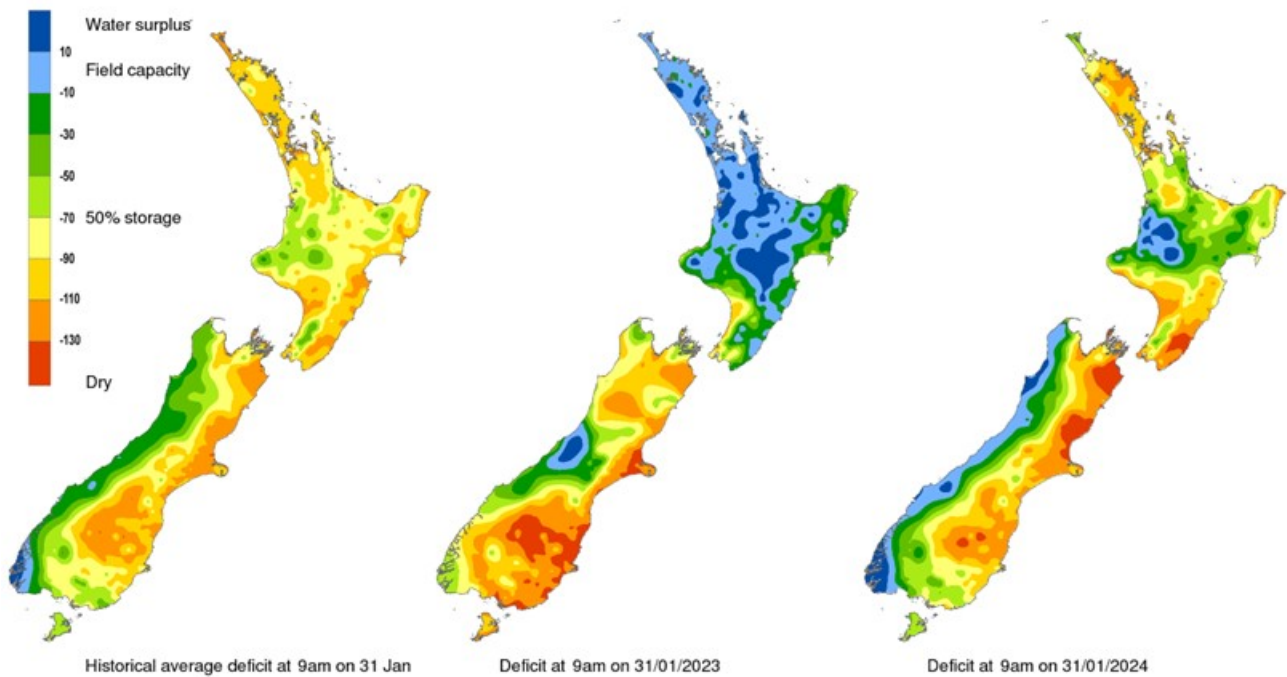 Water surplus
10
Field capacity
-10
-30
-50
-70
50% storage
-90
-110
-130
Dry
Historical average deficit at 9am on 31 Jan
Deficit at 9am on 31/01/2023
Deficit at 9am on 31/01/2024